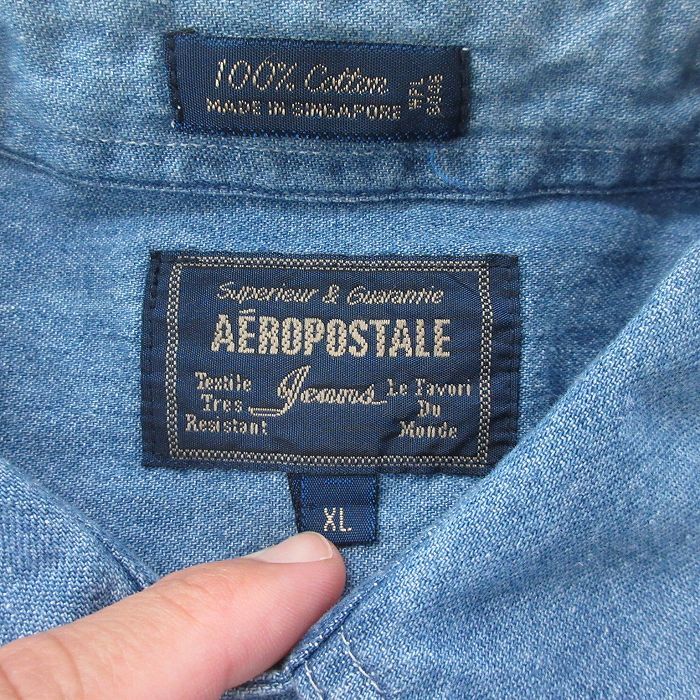 100% Cotton
MADE IN SINGAPORE
Superieur & Guarantie
AÉROPOSTALE
Textile Tres Resistant
Jeans
Le Favori Du Monde
XL